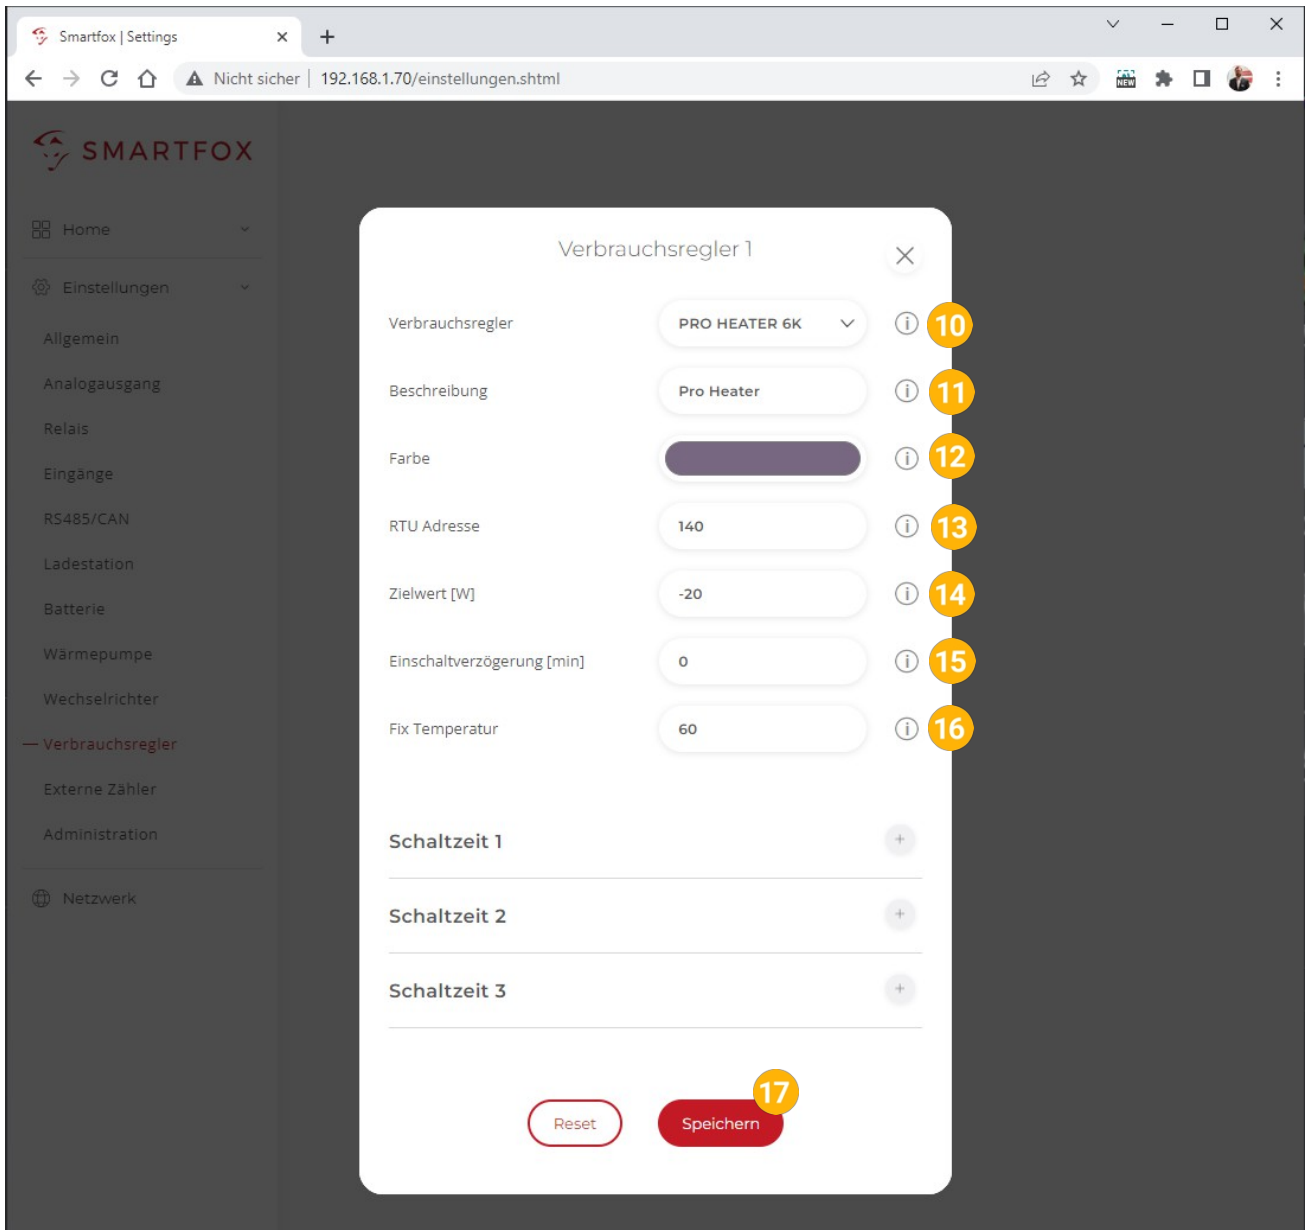 Smartfox | Settings
Nicht sicher | 192.168.1.70/einstellungen.shtml
NEW
SMARTFOX
Home
Einstellungen
Allgemein
Analogausgang
Relais
Eingänge
RS485/CAN
Ladestation
Batterie
Wärmepumpe
Wechselrichter
Verbrauchsregler
Externe Zähler
Administration
Netzwerk
Verbrauchsregler 1
Verbrauchsregler PRO HEATER 6K 10
Beschreibung Pro Heater 11
Farbe 12
RTU Adresse 140 13
Zielwert [W] -20 14
Einschaltverzögerung [min] 0 15
Fix Temperatur 60 16
Schaltzeit 1
Schaltzeit 2
Schaltzeit 3
17
Reset Speichern